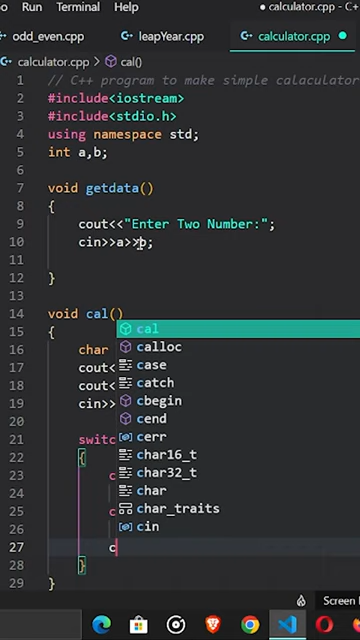 Run Terminal Help ● calculator.cpp
odd_even.cpp leapYear.cpp calculator.cpp ●
calculator.cpp > cal()
1 // C++ program to make simple calaculator
2 #include<iostream>
3 #include<stdio.h>
4 using namespace std;
5 int a,b;
6
7 void getdata()
8 {
9 cout<<"Enter Two Number:";
10 cin>>a>>b;
11
12 }
13
14 void cal()
15 {
16 char
17 cout<
18 cout<
19 cin>>
20
21 switc
22 {
23 c
24
25 c
26
27 c
28 }
29 }
cal
calloc
case
catch
cbegin
cend
cerr
char16_t
char32_t
char
char_traits
cin
Screen